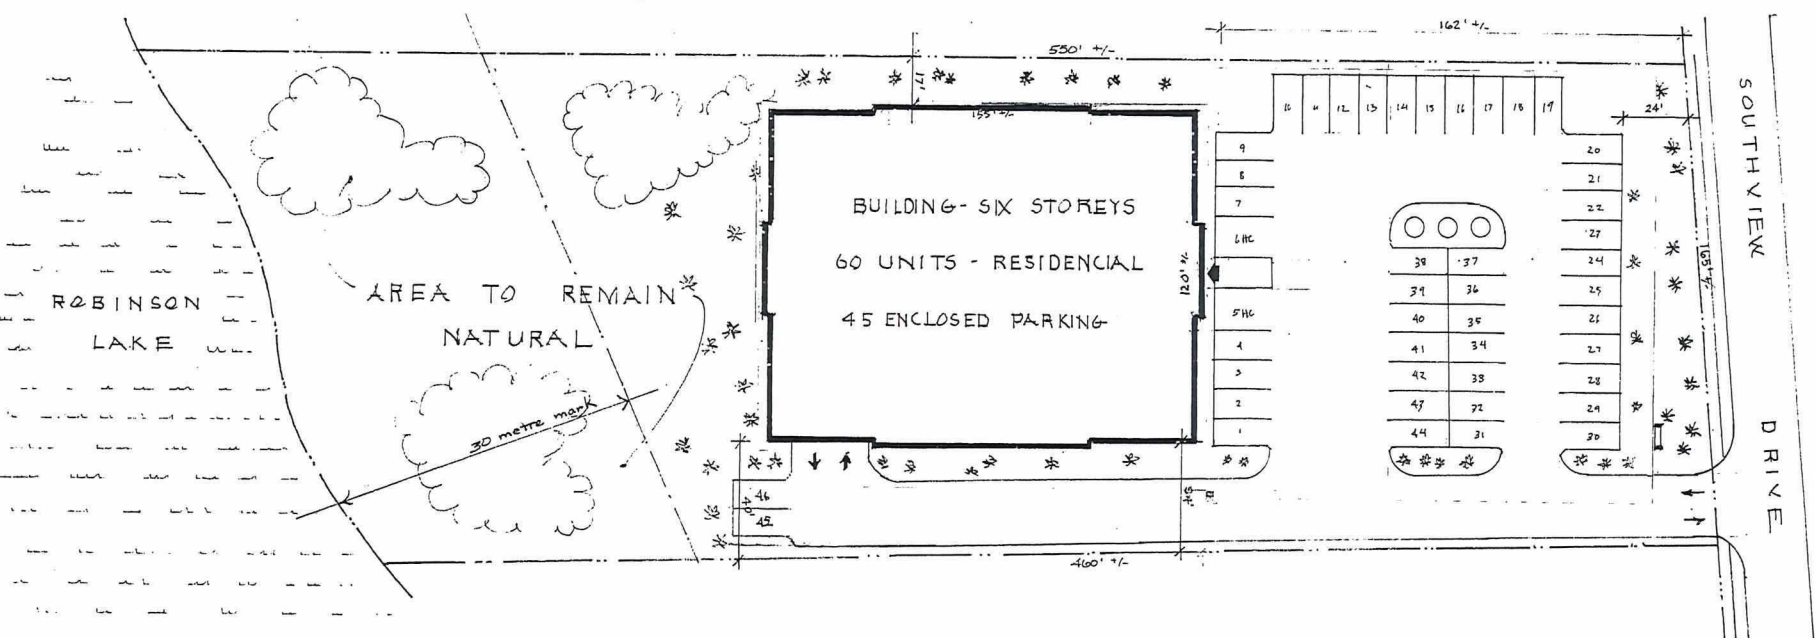 162' +/-
550' +/-
17'
155' +/-
24'
SOUTHVIEW
DRIVE
165' +/-
11 12 13 14 15 16 17 18 19
9
8
7
6HC
5HC
4
3
2
1
20
21
22
24
25
26
27
28
29
30
38 37
39 36
40 35
41 34
42 33
43 32
44 31
BUILDING - SIX STOREYS
60 UNITS - RESIDENCIAL
45 ENCLOSED PARKING
120' +/-
ROBINSON
LAKE
AREA TO REMAIN
NATURAL
30 metre mark
46
45
40'
460' +/-